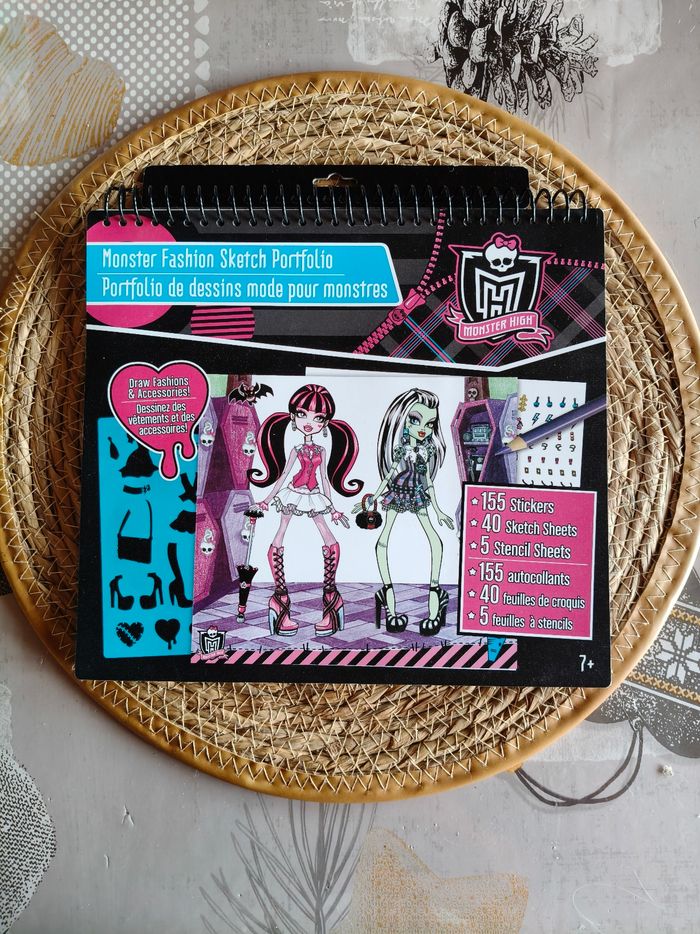 Monster Fashion Sketch Portfolio
Portfolio de dessins mode pour monstres
MONSTER HIGH
Draw Fashions
& Accessories!
Dessinez des
vêtements et des
accessoires!
155 Stickers
40 Sketch Sheets
5 Stencil Sheets
155 autocollants
40 feuilles de croquis
5 feuilles à stencils
7+